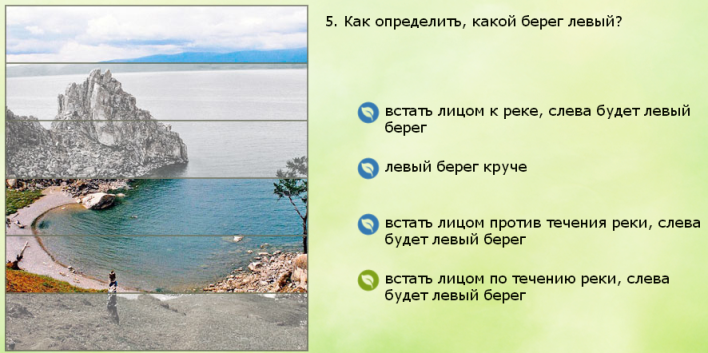 5. Как определить, какой берег левый?
встать лицом к реке, слева будет левый
берег
левый берег круче
встать лицом против течения реки, слева
будет левый берег
встать лицом по течению реки, слева
будет левый берег